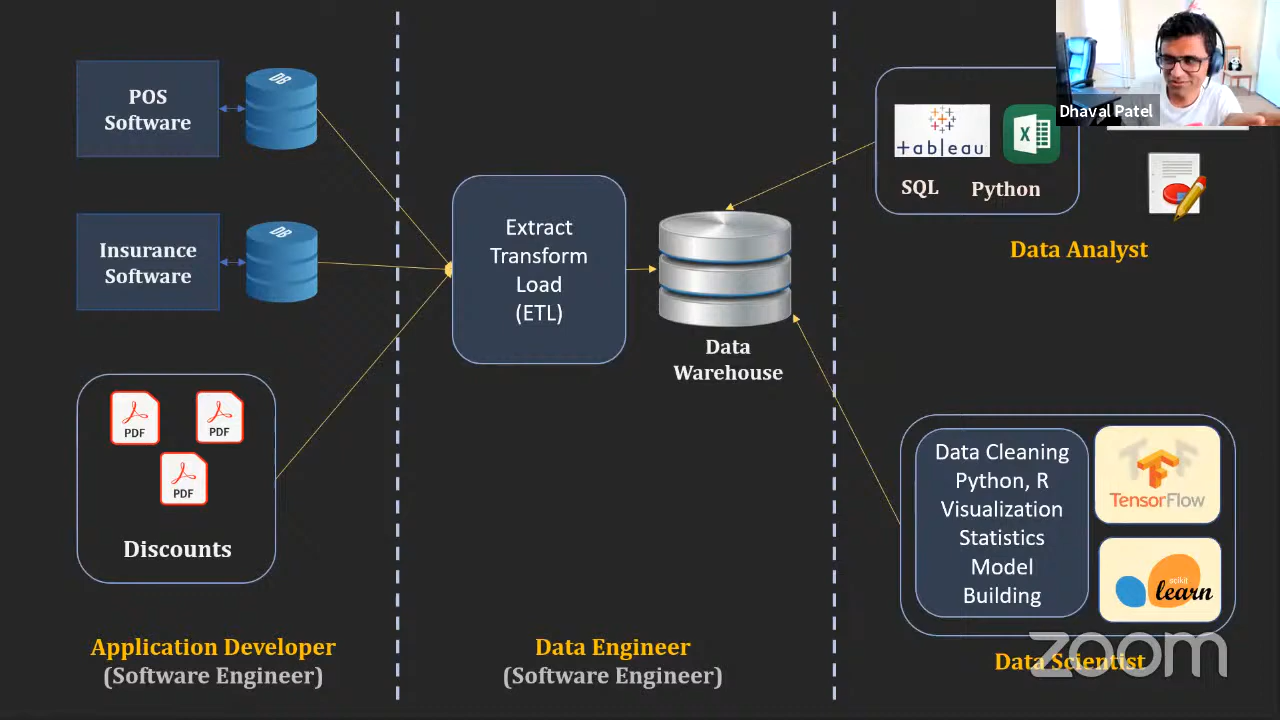 POS
Software
DB
Insurance
Software
DB
PDF
PDF
PDF
Discounts
Application Developer
(Software Engineer)
Extract
Transform
Load
(ETL)
Data
Warehouse
Data Engineer
(Software Engineer)
Dhaval Patel
+ableau
X
SQL
Python
Data Analyst
Data Cleaning
Python, R
Visualization
Statistics
Model
Building
TensorFlow
scikit
learn
Data Scientist
zoom